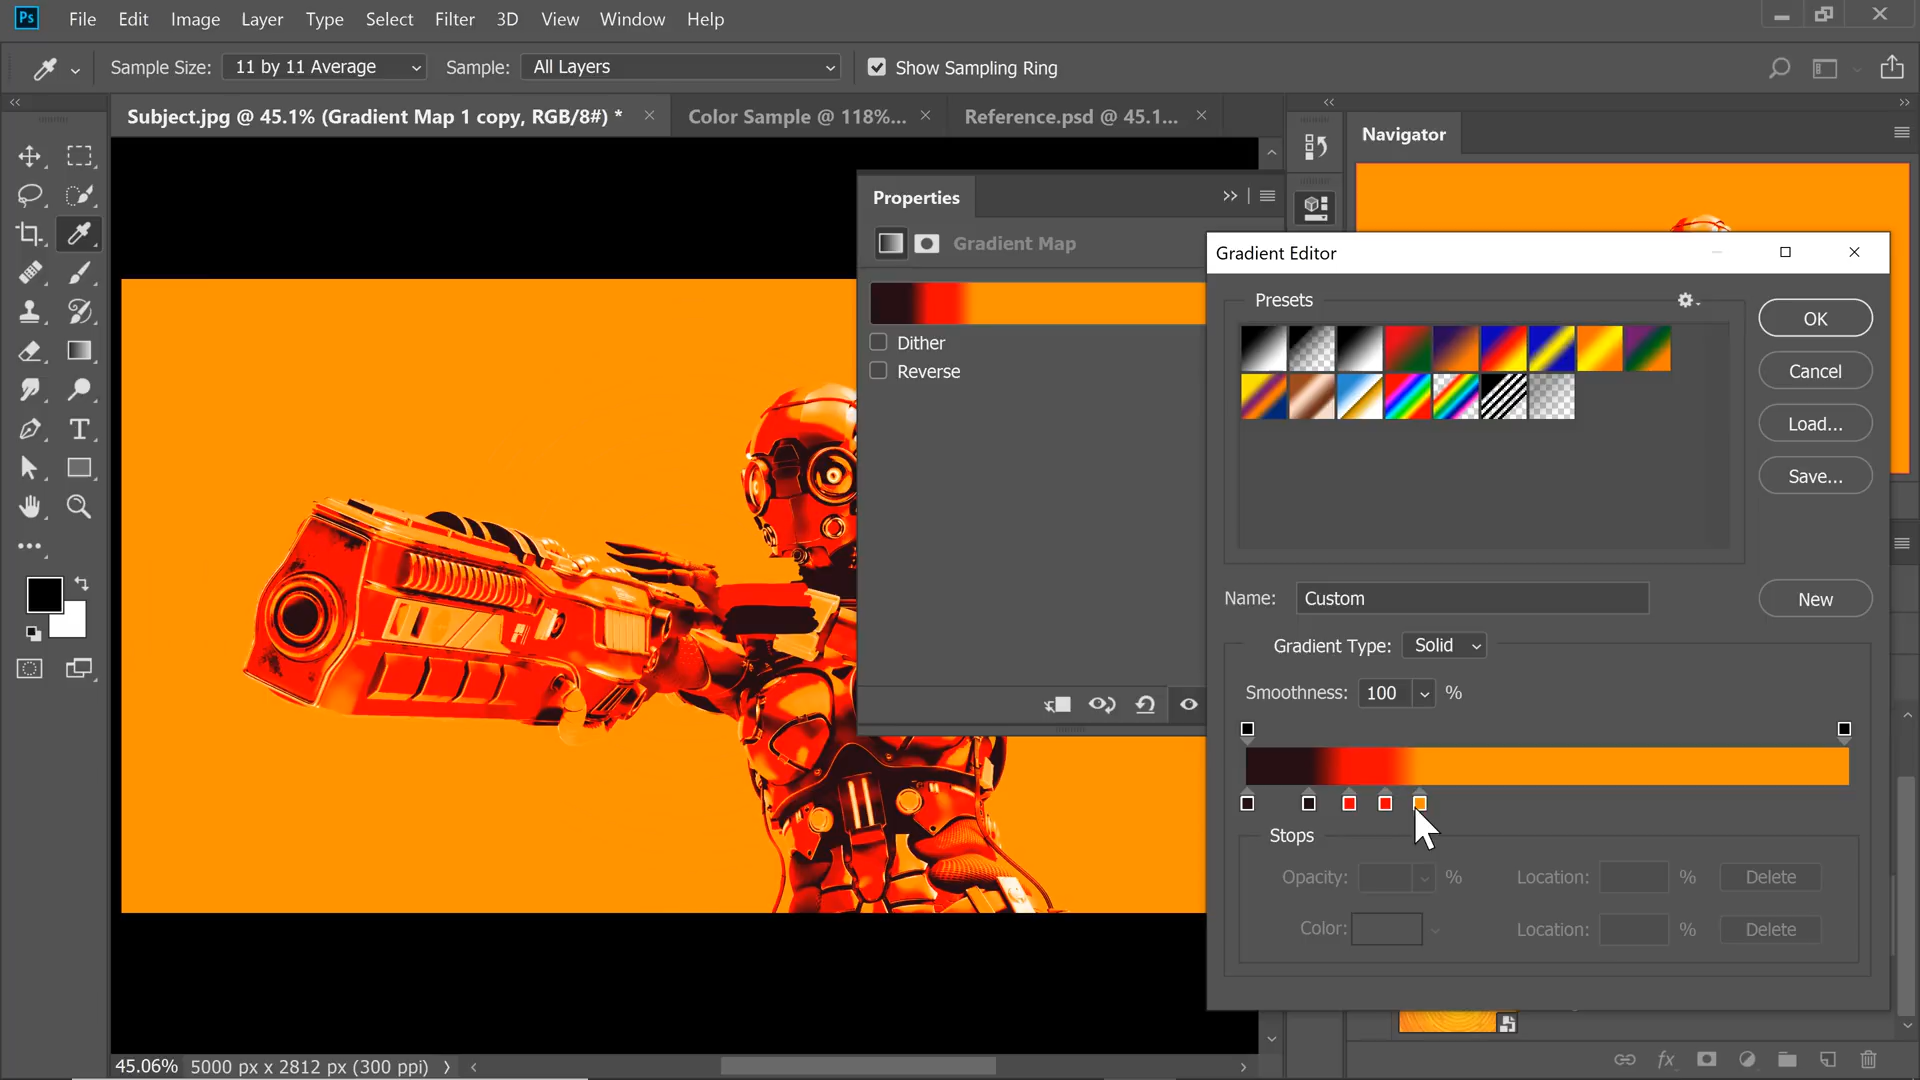 Ps File Edit Image Layer Type Select Filter 3D View Window Help
Sample Size: 11 by 11 Average Sample: All Layers Show Sampling Ring
Subject.jpg @ 45.1% (Gradient Map 1 copy, RGB/8#) * Color Sample @ 118%... Reference.psd @ 45.1...
Navigator
Properties
Gradient Map
Dither
Reverse
Gradient Editor
Presets
OK
Cancel
Load...
Save...
Name: Custom New
Gradient Type: Solid
Smoothness: 100 %
Stops
Opacity: % Location: % Delete
Color: Location: % Delete
fx
45.06% 5000 px x 2812 px (300 ppi)